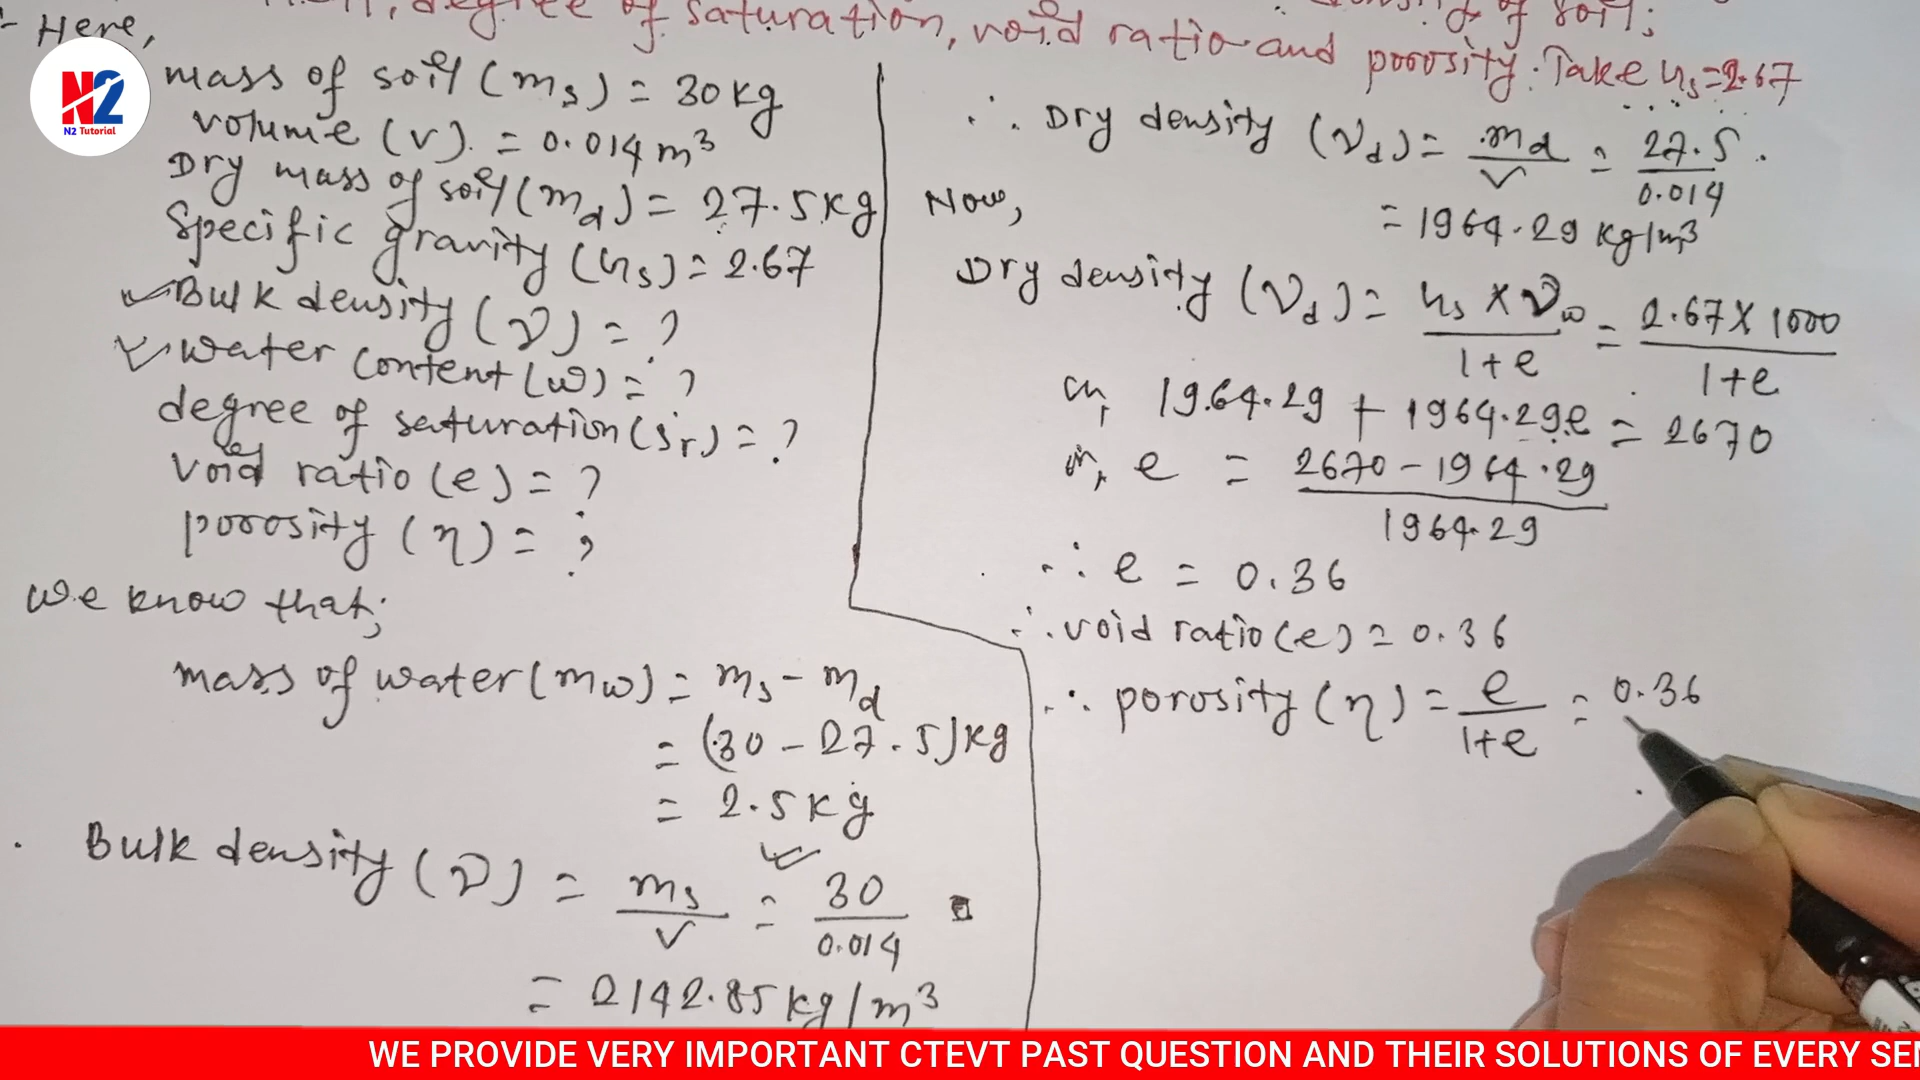 degree of saturation, void ratio and porosity. Take Gs = 2.67
of soil;
Here,
N2
N2 Tutorial
mass of soil (ms) = 30 kg
volume (v) = 0.014 m³
Dry mass of soil (md) = 27.5 kg
Specific gravity (Gs) = 2.67
Bulk density (γ) = ?
water content (w) = ?
degree of saturation (Sr) = ?
void ratio (e) = ?
porosity (η) = ?
we know that;
mass of water (mw) = ms - md
= (30 - 27.5) kg
= 2.5 kg
Bulk density (γ) = ms/v = 30/0.014
= 2142.85 kg/m³
∴ Dry density (γd) = md/v = 27.5/0.014
= 1964.29 kg/m³
Now,
Dry density (γd) = Gs × γw/1+e = 2.67 × 1000/1+e
or, 1964.29 + 1964.29e = 2670
or, e = 2670 - 1964.29/1964.29
∴ e = 0.36
∴ void ratio (e) = 0.36
∴ porosity (η) = e/1+e = 0.36
WE PROVIDE VERY IMPORTANT CTEVT PAST QUESTION AND THEIR SOLUTIONS OF EVERY SEM